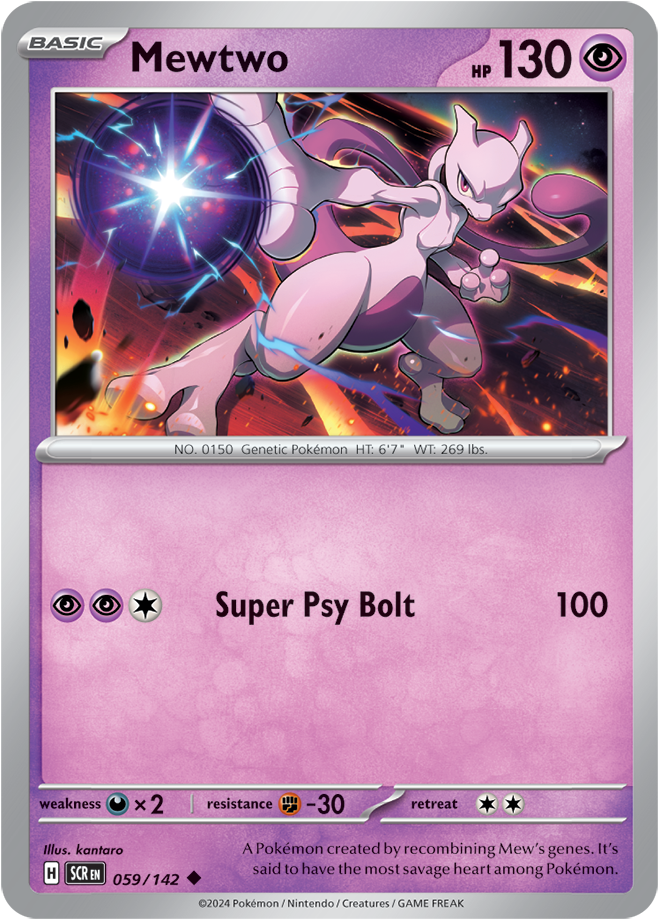 BASIC Mewtwo HP 130
NO. 0150 Genetic Pokémon HT: 6'7" WT: 269 lbs.
Super Psy Bolt 100
weakness ×2 resistance -30 retreat
Illus. kantaro
A Pokémon created by recombining Mew's genes. It's
said to have the most savage heart among Pokémon.
H SCR EN 059/142
©2024 Pokémon / Nintendo / Creatures / GAME FREAK